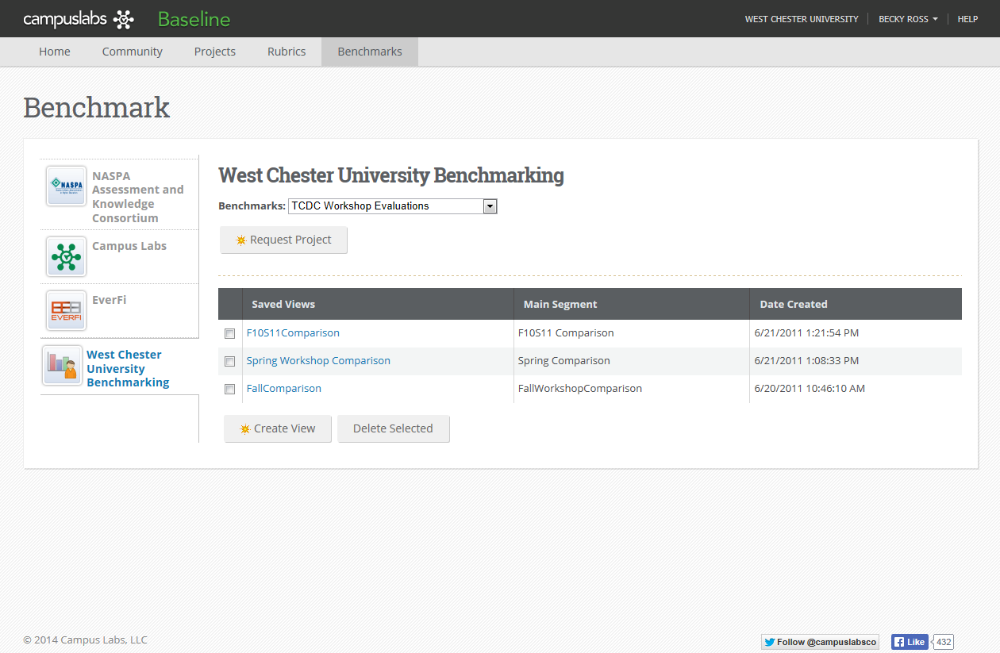 campuslabs Baseline
WEST CHESTER UNIVERSITY BECKY ROSS HELP
Home Community Projects Rubrics Benchmarks
Benchmark
NASPA
NASPA
Assessment and
Knowledge
Consortium
Campus Labs
EVERFI
EverFi
West Chester
University
Benchmarking
West Chester University Benchmarking
Benchmarks: TCDC Workshop Evaluations
Request Project
Saved Views Main Segment Date Created
F10S11Comparison F10S11 Comparison 6/21/2011 1:21:54 PM
Spring Workshop Comparison Spring Comparison 6/21/2011 1:08:33 PM
FallComparison FallWorkshopComparison 6/20/2011 10:46:10 AM
Create View Delete Selected
© 2014 Campus Labs, LLC
Follow @campuslabsco Like 432